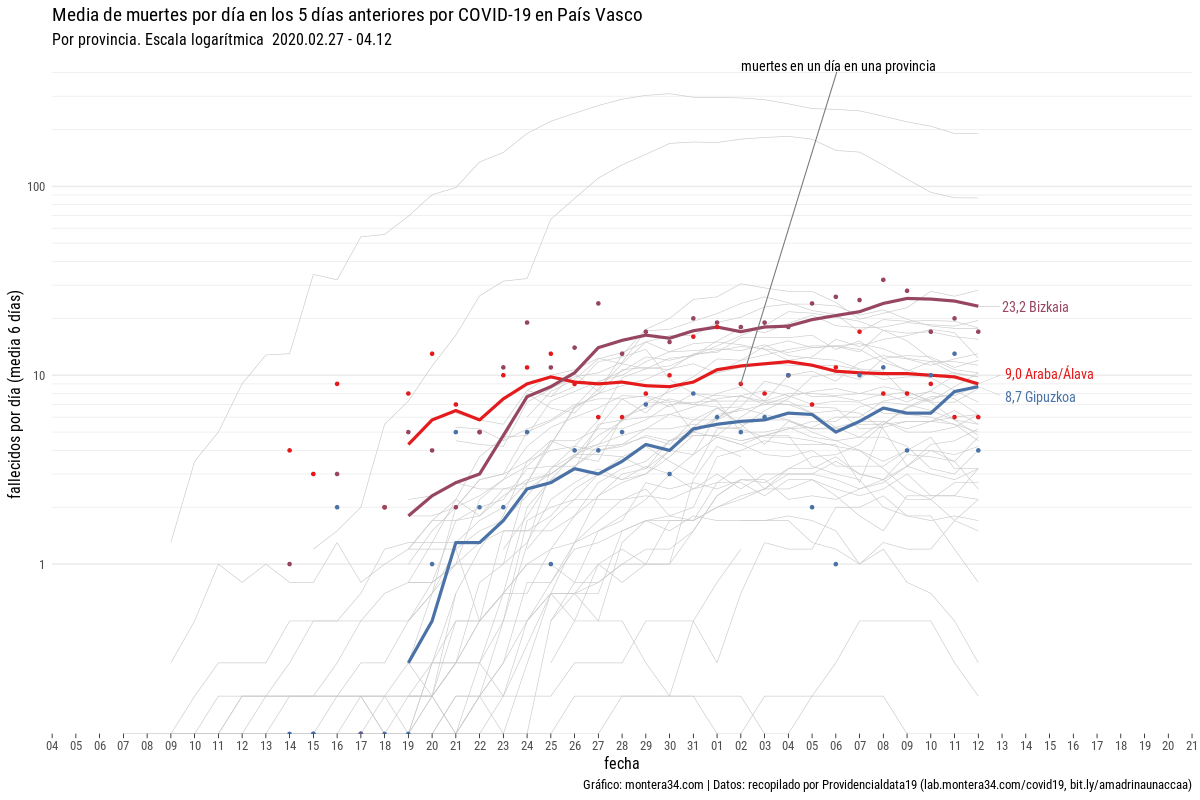 Media de muertes por día en los 5 días anteriores por COVID-19 en País Vasco
Por provincia. Escala logarítmica 2020.02.27 - 04.12
muertes en un día en una provincia
fallecidos por día (media 6 días)
100
10
1
23,2 Bizkaia
9,0 Araba/Álava
8,7 Gipuzkoa
04 05 06 07 08 09 10 11 12 13 14 15 16 17 18 19 20 21 22 23 24 25 26 27 28 29 30 31 01 02 03 04 05 06 07 08 09 10 11 12 13 14 15 16 17 18 19 20 21
fecha
Gráfico: montera34.com | Datos: recopilado por Providencialdata19 (lab.montera34.com/covid19, bit.ly/amadrinaunaccaa)